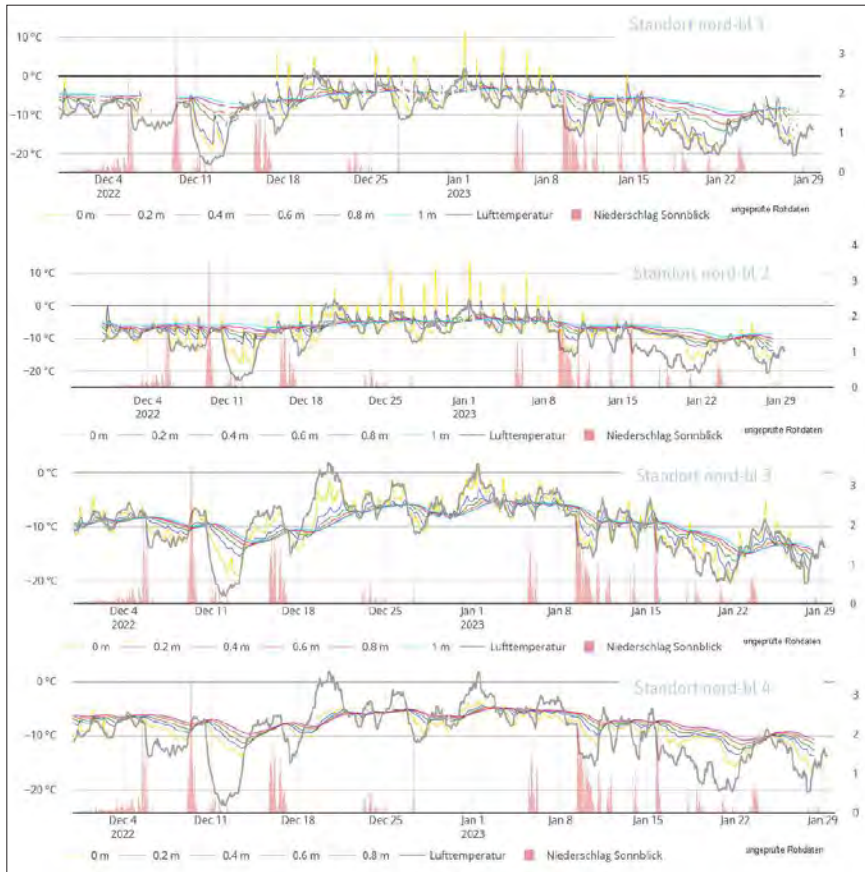 Standort nord-bl 1
10 °C
3
0 °C
2
−10 °C
1
−20 °C
0
Dec 4 Dec 11 Dec 18 Dec 25 Jan 1 Jan 8 Jan 15 Jan 22 Jan 29
2022 2023
0 m 0.2 m 0.4 m 0.6 m 0.8 m 1 m Lufttemperatur Niederschlag Sonnblick ungeprüfte Rohdaten
4
10 °C Standort nord-bl 2
3
0 °C
2
−10 °C
1
−20 °C
0
Dec 4 Dec 11 Dec 18 Dec 25 Jan 1 Jan 8 Jan 15 Jan 22 Jan 29
2022 2023
0 m 0.2 m 0.4 m 0.6 m 0.8 m 1 m Lufttemperatur Niederschlag Sonnblick ungeprüfte Rohdaten
0 °C Standort nord-bl 3
3
−10 °C 2
1
−20 °C
0
Dec 4 Dec 11 Dec 18 Dec 25 Jan 1 Jan 8 Jan 15 Jan 22 Jan 29
2022 2023
0 m 0.2 m 0.4 m 0.6 m 0.8 m 1 m Lufttemperatur Niederschlag Sonnblick ungeprüfte Rohdaten
0 °C Standort nord-bl 4
3
−10 °C 2
1
−20 °C
0
Dec 4 Dec 11 Dec 18 Dec 25 Jan 1 Jan 8 Jan 15 Jan 22 Jan 29
2022 2023
0 m 0.2 m 0.4 m 0.6 m 0.8 m Lufttemperatur Niederschlag Sonnblick ungeprüfte Rohdaten